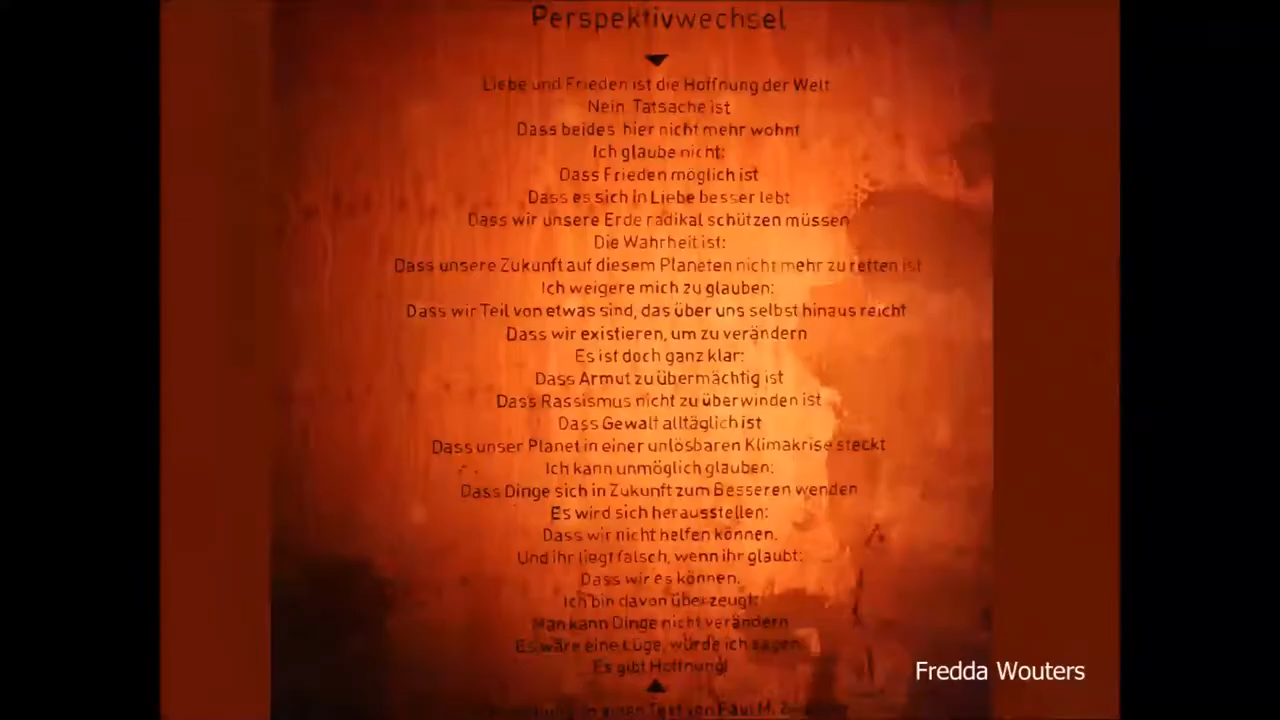 Perspektivwechsel
Liebe und Frieden ist die Hoffnung der Welt
Nein. Tatsache ist
Dass beides hier nicht mehr wohnt
Ich glaube nicht:
Dass Frieden möglich ist
Dass es sich in Liebe besser lebt
Dass wir unsere Erde radikal schützen müssen
Die Wahrheit ist:
Dass unsere Zukunft auf diesem Planeten nicht mehr zu retten ist
Ich weigere mich zu glauben:
Dass wir Teil von etwas sind, das über uns selbst hinaus reicht
Dass wir existieren, um zu verändern
Es ist doch ganz klar:
Dass Armut zu übermächtig ist
Dass Rassismus nicht zu überwinden ist
Dass Gewalt alltäglich ist
Dass unser Planet in einer unlösbaren Klimakrise steckt
Ich kann unmöglich glauben:
Dass Dinge sich in Zukunft zum Besseren wenden
Es wird sich herausstellen:
Dass wir nicht helfen können.
Und ihr liegt falsch, wenn ihr glaubt:
Dass wir es können.
Ich bin davon überzeugt:
Man kann Dinge nicht verändern
Es wäre eine Lüge, würde ich sagen:
Es gibt Hoffnung!
einen Text von Paul M.
Fredda Wouters